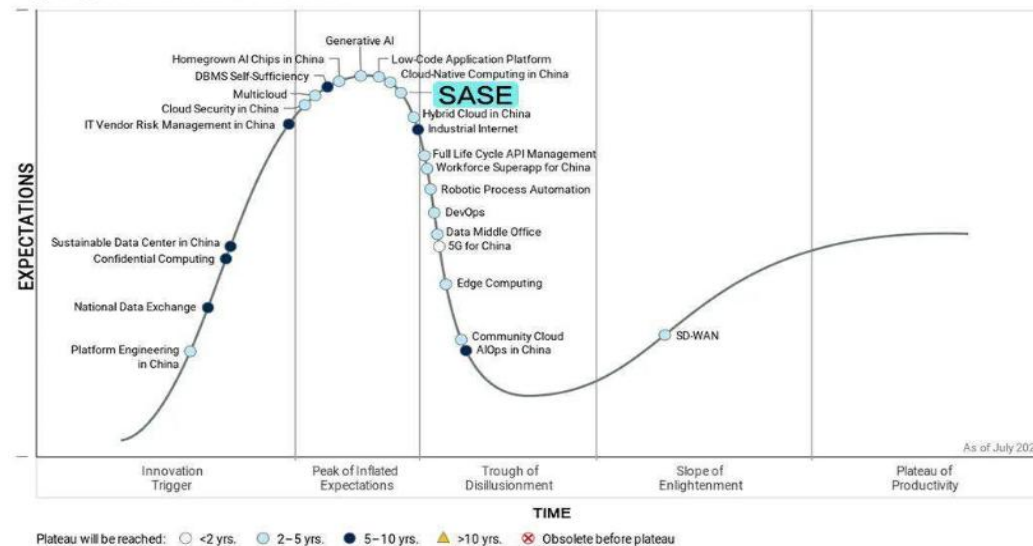 Generative AI
Homegrown AI Chips in China
Low-Code Application Platform
DBMS Self-Sufficiency
Cloud-Native Computing in China
Multicloud
SASE
Cloud Security in China
Hybrid Cloud in China
IT Vendor Risk Management in China
Industrial Internet
Full Life Cycle API Management
Workforce Superapp for China
Robotic Process Automation
DevOps
Data Middle Office
Sustainable Data Center in China
5G for China
Confidential Computing
Edge Computing
National Data Exchange
Community Cloud
SD-WAN
Platform Engineering
in China
AIOps in China
EXPECTATIONS
As of July
Innovation
Trigger
Peak of Inflated
Expectations
Trough of
Disillusionment
Slope of
Enlightenment
Plateau of
Productivity
TIME
Plateau will be reached: <2 yrs. 2–5 yrs. 5–10 yrs. >10 yrs. Obsolete before plateau